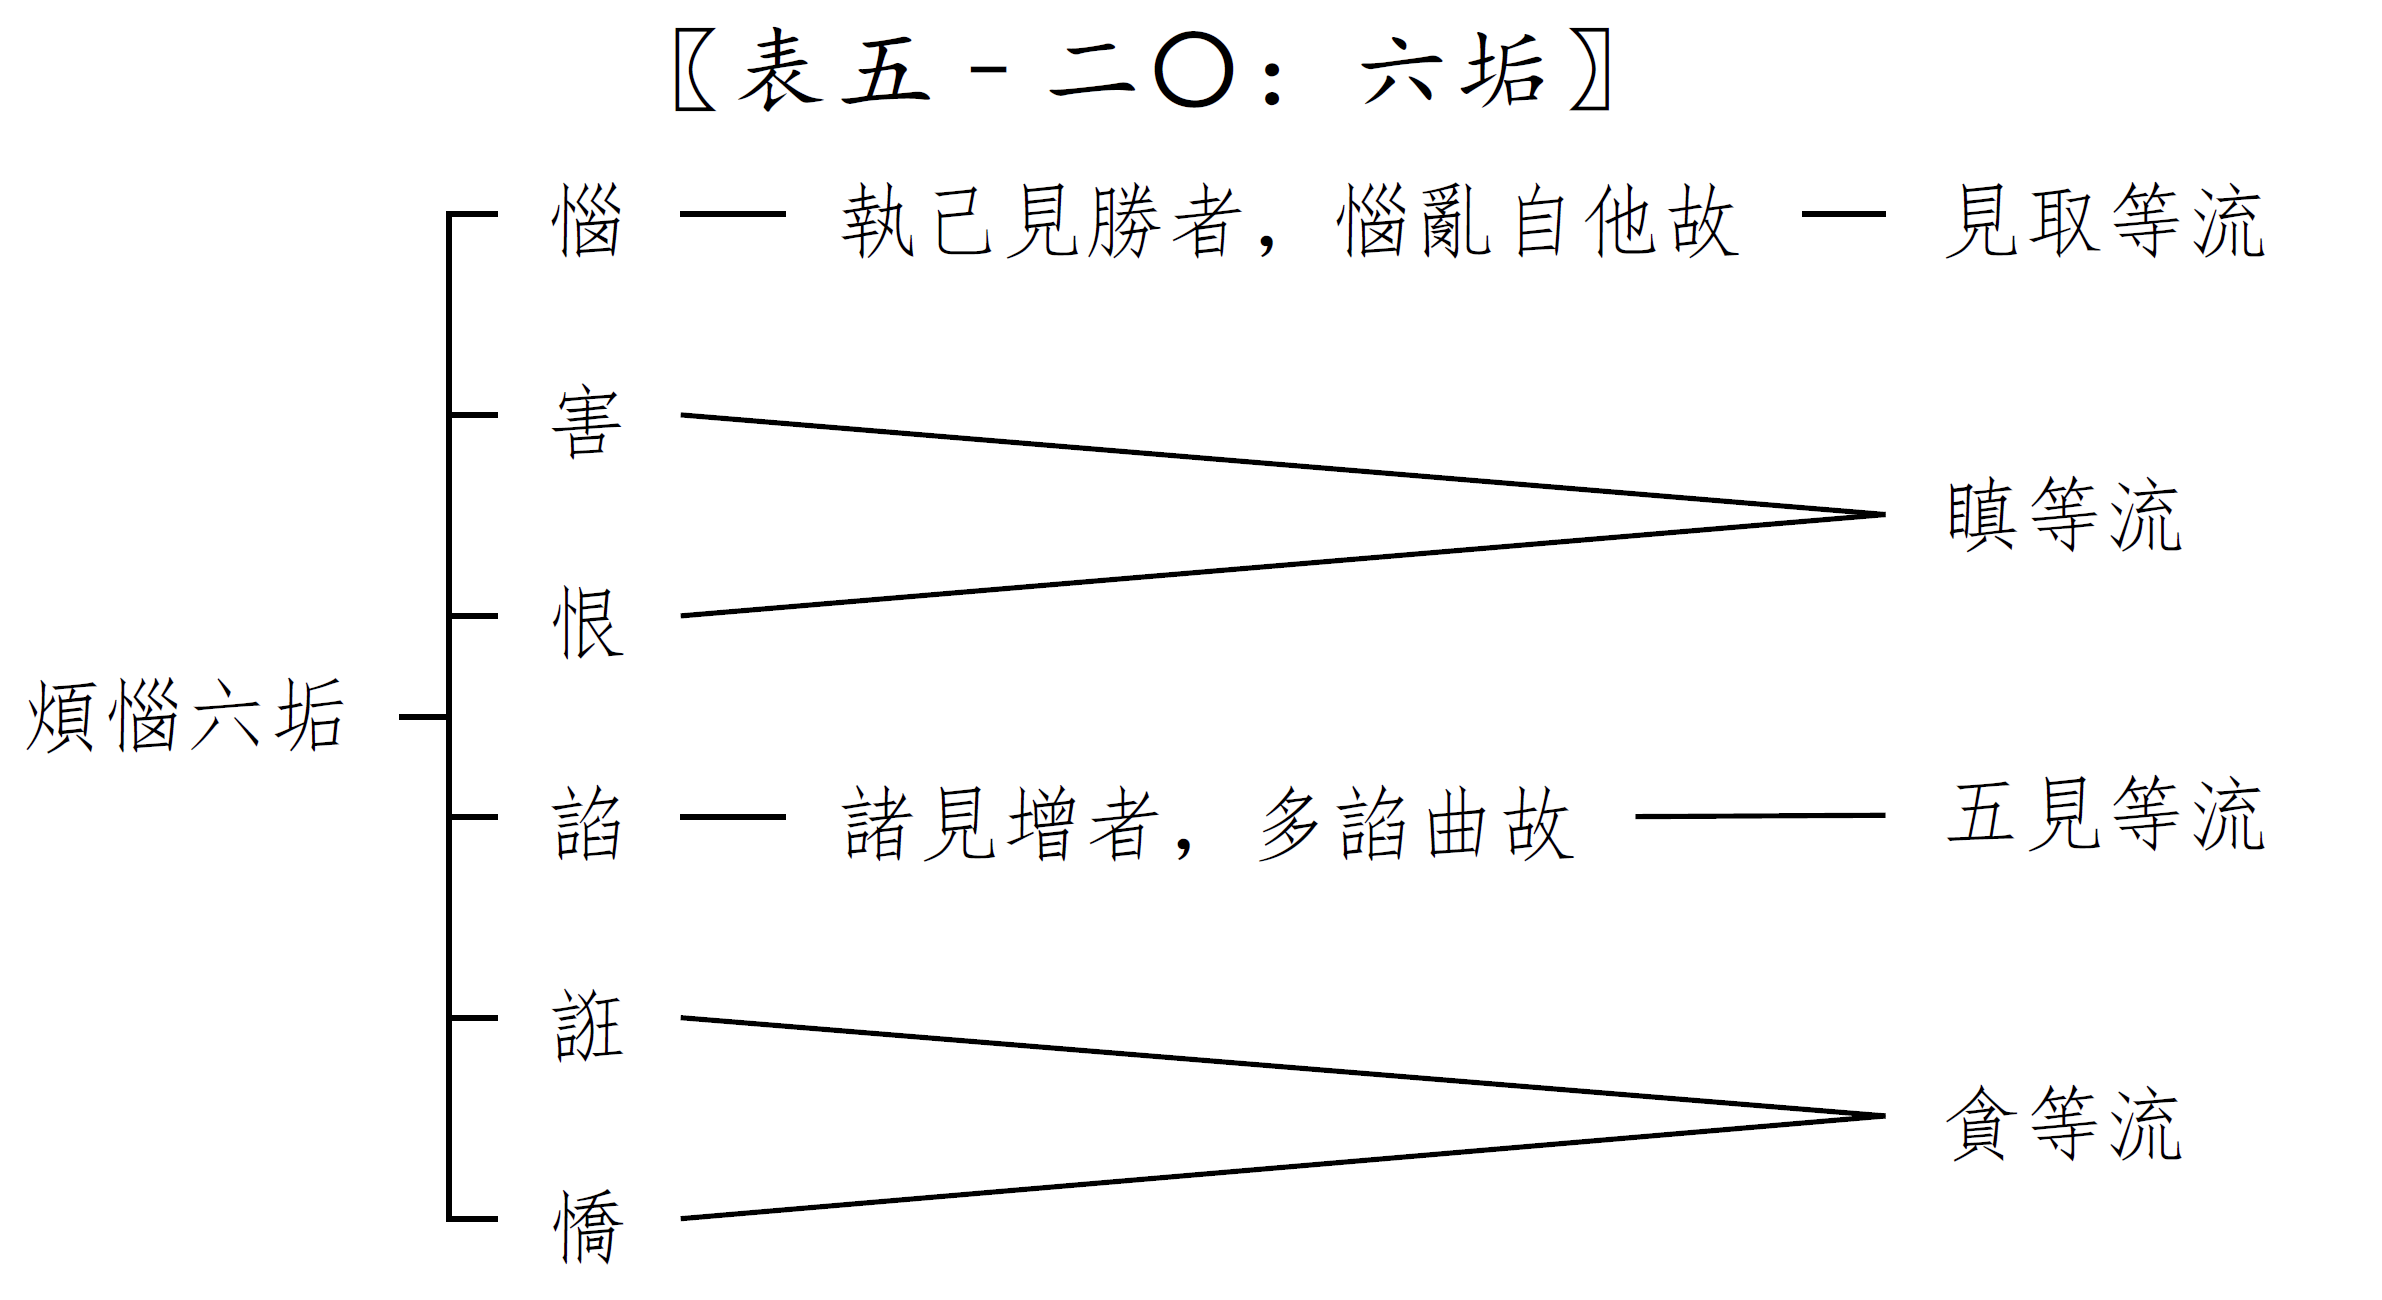 〖表五–二〇：六垢〗
惱 執己見勝者，惱亂自他故 見取等流
害
瞋等流
恨
煩惱六垢
諂 諸見增者，多諂曲故 五見等流
誑
貪等流
憍